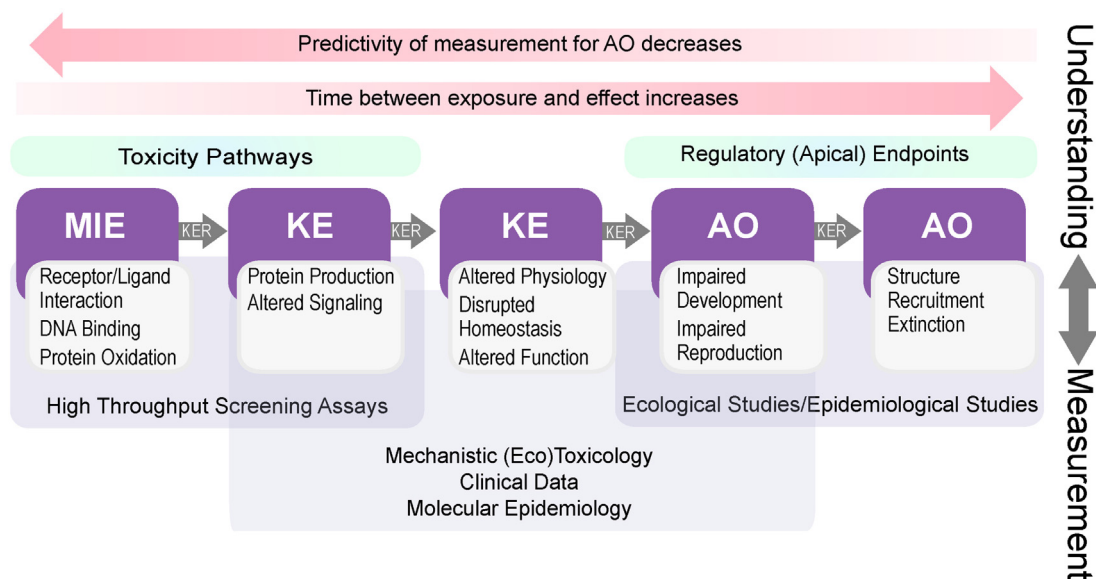 Predictivity of measurement for AO decreases
Time between exposure and effect increases
Toxicity Pathways
Regulatory (Apical) Endpoints
MIE
KER
KE
KER
KE
KER
AO
KER
AO
Receptor/Ligand
Interaction
DNA Binding
Protein Oxidation
Protein Production
Altered Signaling
Altered Physiology
Disrupted
Homeostasis
Altered Function
Impaired
Development
Impaired
Reproduction
Structure
Recruitment
Extinction
High Throughput Screening Assays
Ecological Studies/Epidemiological Studies
Mechanistic (Eco)Toxicology
Clinical Data
Molecular Epidemiology
Understanding
Measurement